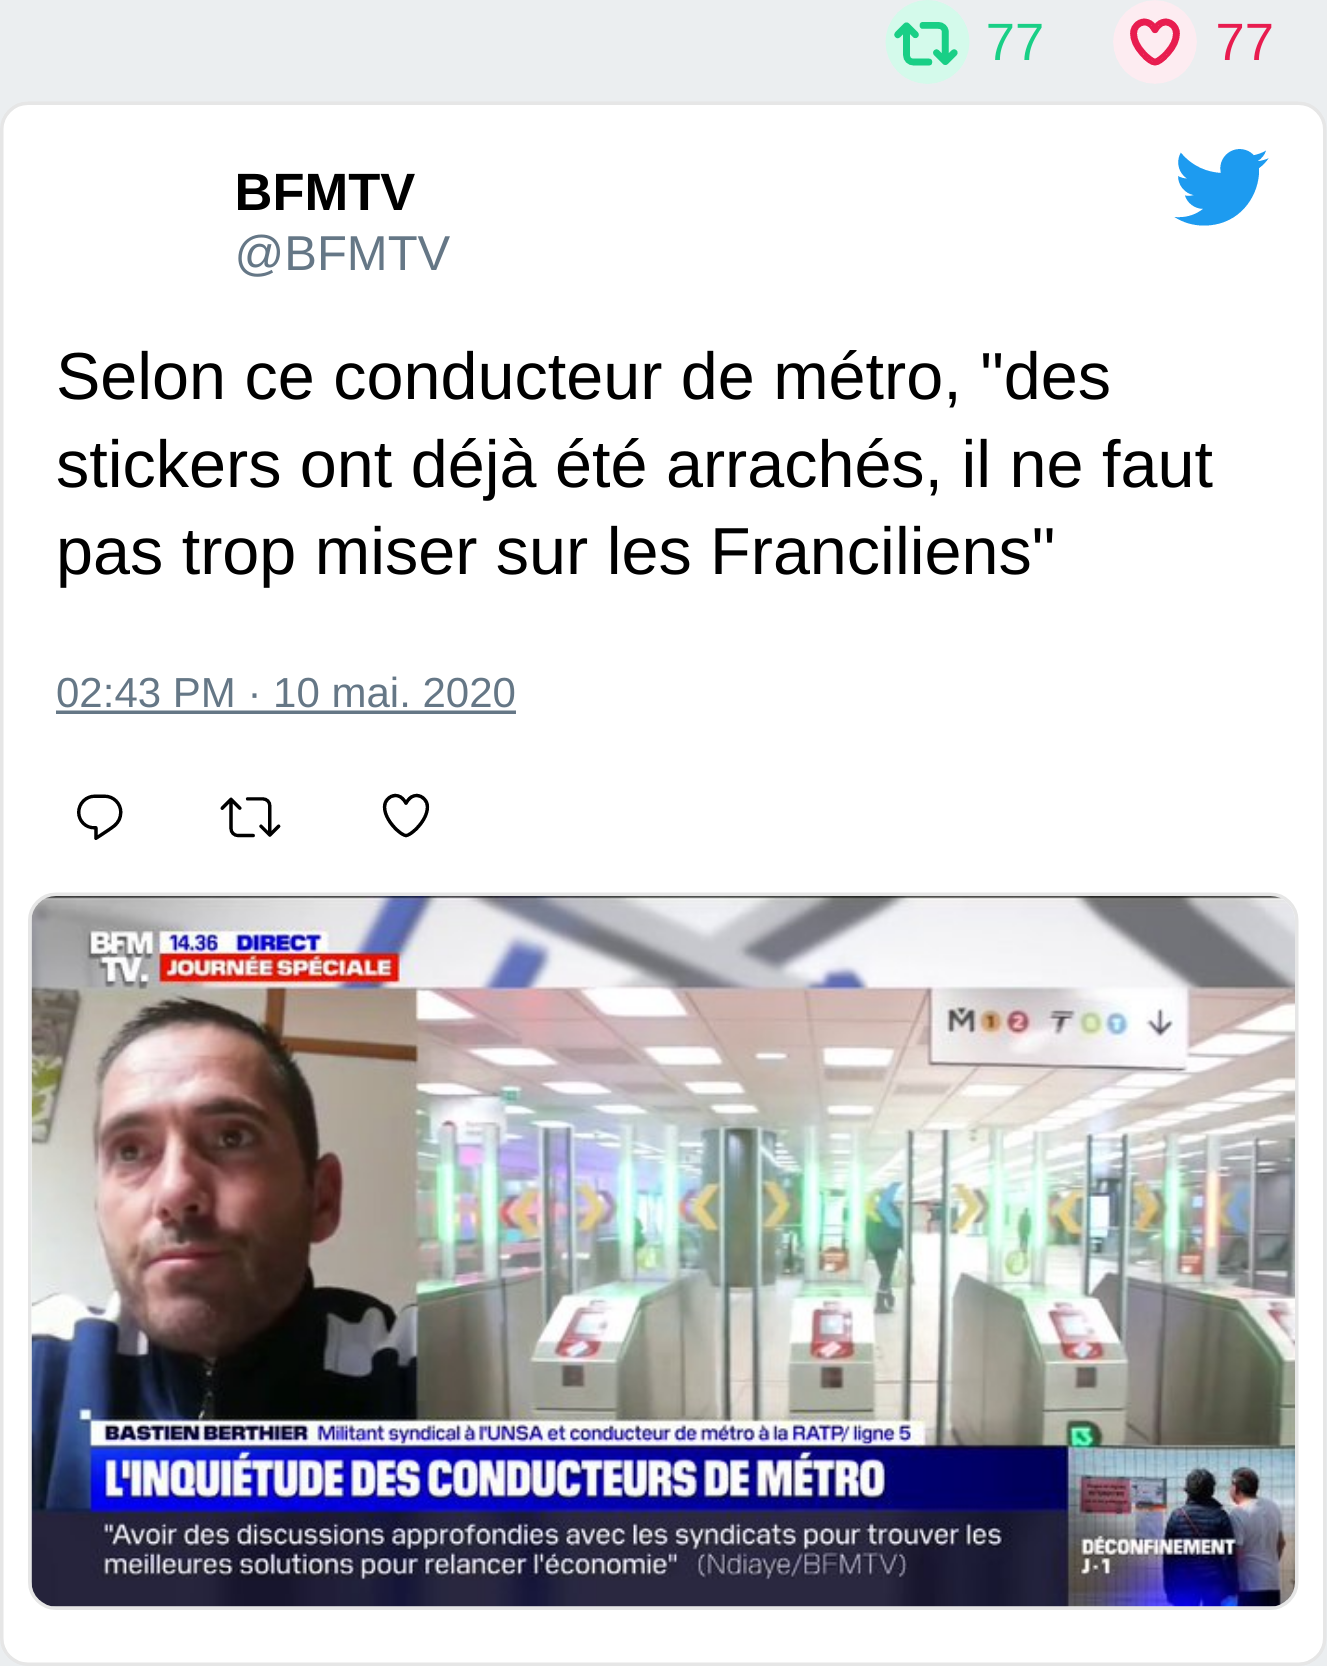 77 77
BFMTV
@BFMTV
Selon ce conducteur de métro, "des
stickers ont déjà été arrachés, il ne faut
pas trop miser sur les Franciliens"
02:43 PM · 10 mai. 2020
BFM 14.36 DIRECT
TV. JOURNÉE SPÉCIALE
M 1 2 T
BASTIEN BERTHIER Militant syndical à l'UNSA et conducteur de métro à la RATP/ ligne 5
L'INQUIÉTUDE DES CONDUCTEURS DE MÉTRO
"Avoir des discussions approfondies avec les syndicats pour trouver les
meilleures solutions pour relancer l'économie" (Ndiaye/BFMTV)
DÉCONFINEMENT
J-1